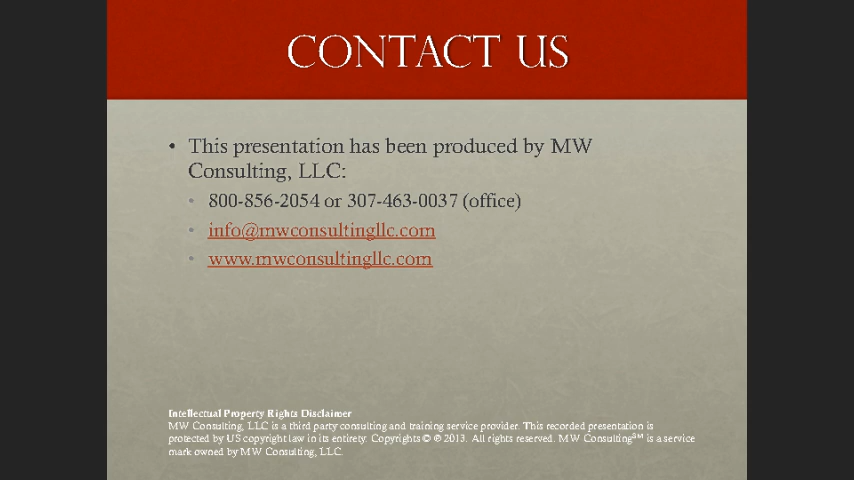 CONTACT US
• This presentation has been produced by MW
Consulting, LLC:
• 800-856-2054 or 307-463-0037 (office)
• info@mwconsultingllc.com
• www.mwconsultingllc.com
Intellectual Property Rights Disclaimer
MW Consulting, LLC is a third party consulting and training service provider. This recorded presentation is
protected by US copyright law in its entirety. Copyrights © ℗ 2013. All rights reserved. MW Consulting℠ is a service
mark owned by MW Consulting, LLC.